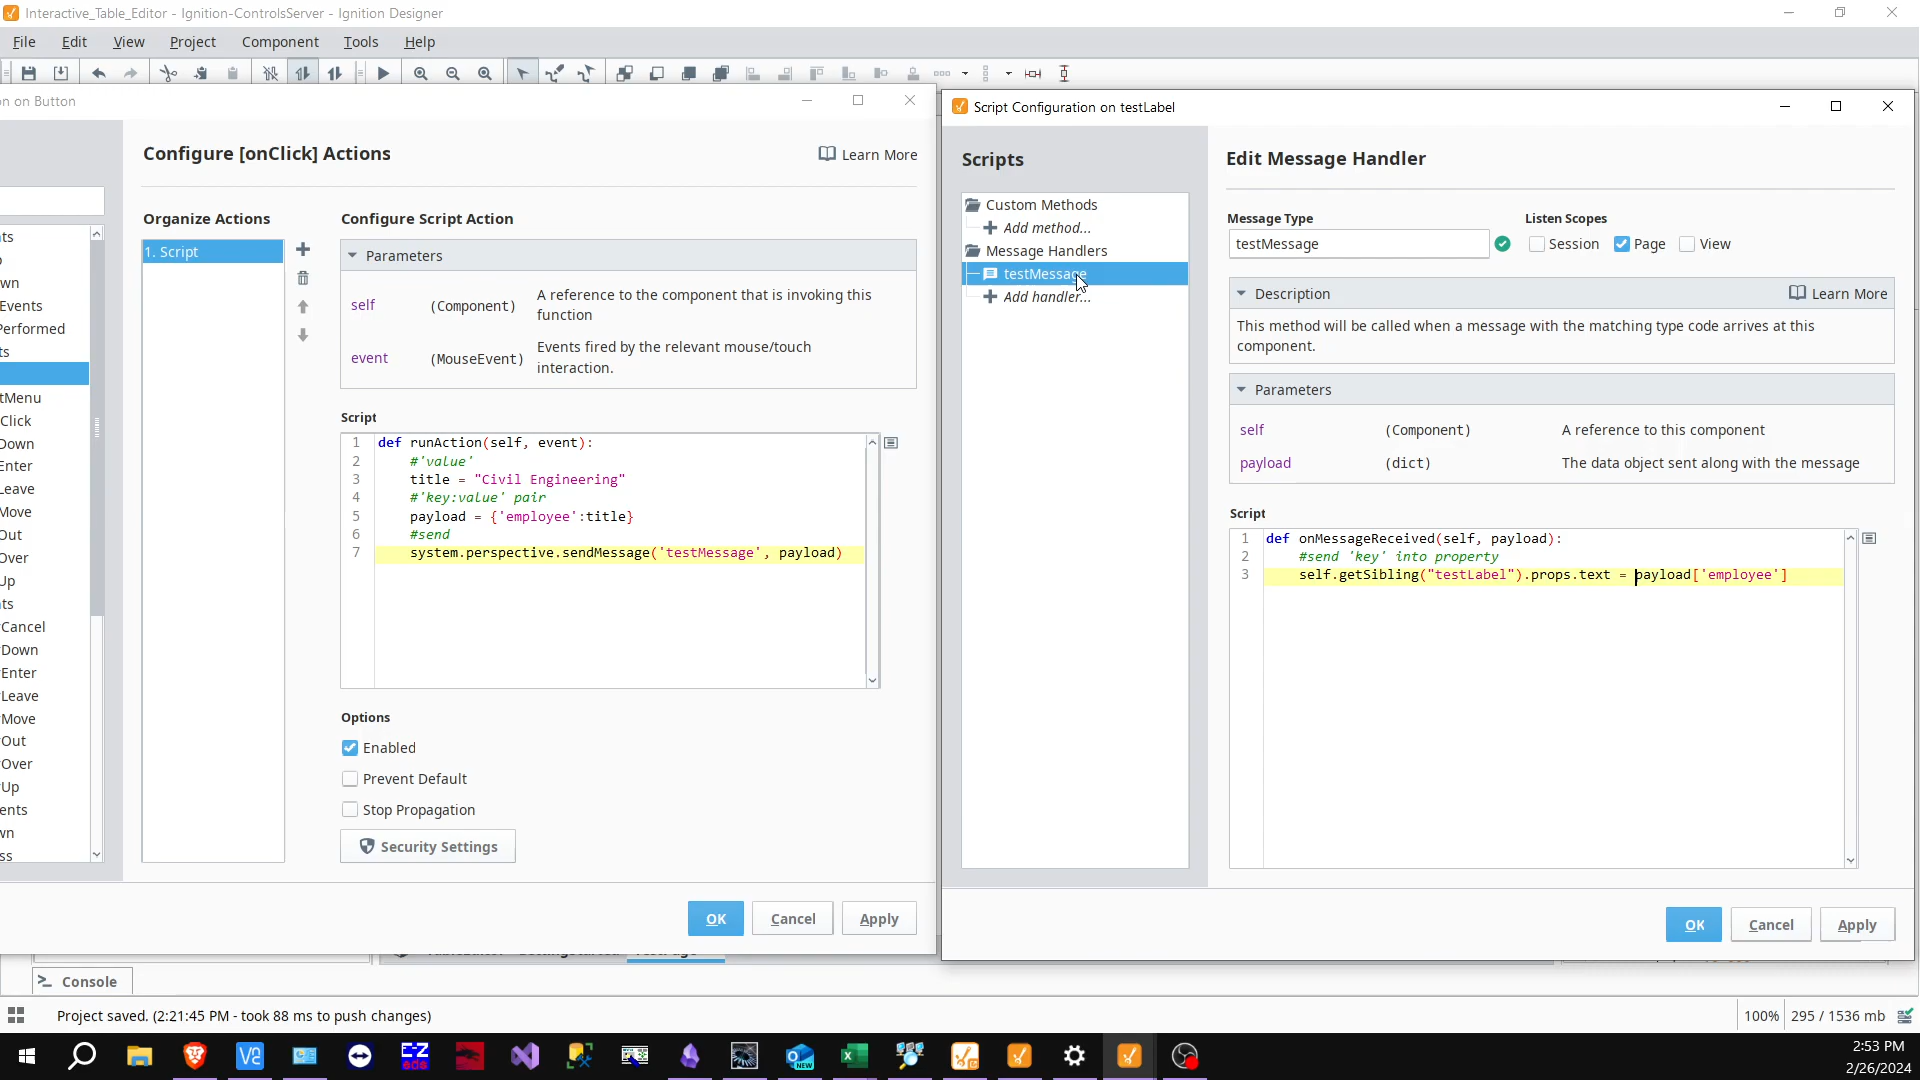 Interactive_Table_Editor - Ignition-ControlsServer - Ignition Designer
File Edit View Project Component Tools Help
on on Button
Configure [onClick] Actions
Learn More
Organize Actions
1. Script
Configure Script Action
Parameters
self (Component) A reference to the component that is invoking this
function
event (MouseEvent) Events fired by the relevant mouse/touch
interaction.
Script
1 def runAction(self, event):
2 #'value'
3 title = "Civil Engineering"
4 #'key:value' pair
5 payload = {'employee':title}
6 #send
7 system.perspective.sendMessage('testMessage', payload)
Options
Enabled
Prevent Default
Stop Propagation
Security Settings
OK Cancel Apply
ts
wn
Events
Performed
ts
tMenu
Click
Down
Enter
Leave
Move
Out
Over
Up
ts
Cancel
Down
Enter
Leave
Move
Out
Over
Up
ents
wn
ss
Script Configuration on testLabel
Scripts
Custom Methods
Add method...
Message Handlers
testMessage
Add handler...
Edit Message Handler
Message Type
testMessage
Listen Scopes
Session Page View
Description
Learn More
This method will be called when a message with the matching type code arrives at this
component.
Parameters
self (Component) A reference to this component
payload (dict) The data object sent along with the message
Script
1 def onMessageReceived(self, payload):
2 #send 'key' into property
3 self.getSibling("testLabel").props.text = payload['employee']
OK Cancel Apply
Console
Project saved. (2:21:45 PM - took 88 ms to push changes)
100% 295 / 1536 mb
2:53 PM
2/26/2024